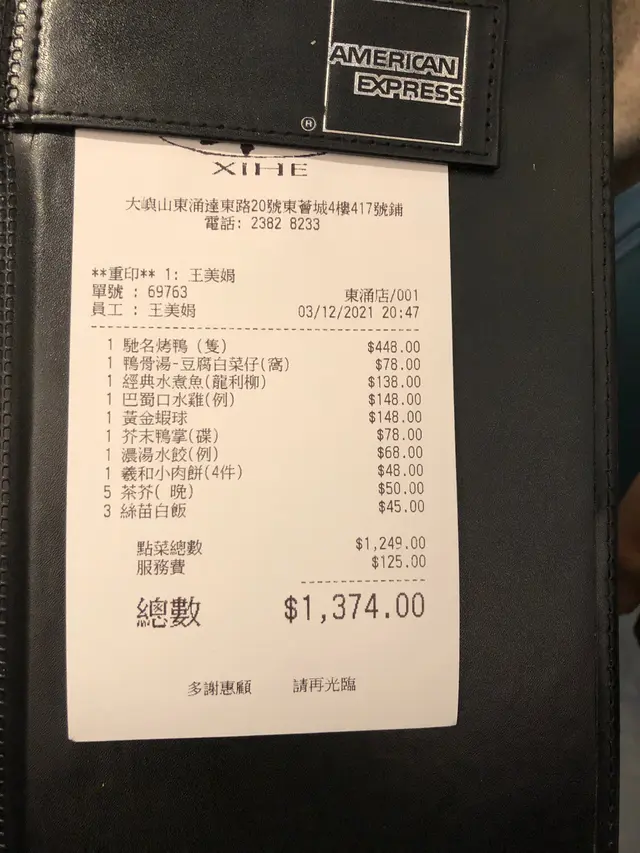 AMERICAN
EXPRESS
®
XIHE
大嶼山東涌達東路20號東薈城4樓417號鋪
電話: 2382 8233
**重印** 1: 王美娟
單號 : 69763
東涌店/001
員工 : 王美娟
03/12/2021 20:47
1 馳名烤鴨 (隻) $448.00
1 鴨骨湯-豆腐白菜仔(窩) $78.00
1 經典水煮魚(龍利柳) $138.00
1 巴蜀口水雞(例) $148.00
1 黃金蝦球 $148.00
1 芥末鴨掌(碟) $78.00
1 濃湯水餃(例) $68.00
1 羲和小肉餅(4件) $48.00
5 茶芥( 晚) $50.00
3 絲苗白飯 $45.00
點菜總數 $1,249.00
服務費 $125.00
總數 $1,374.00
多謝惠顧 請再光臨